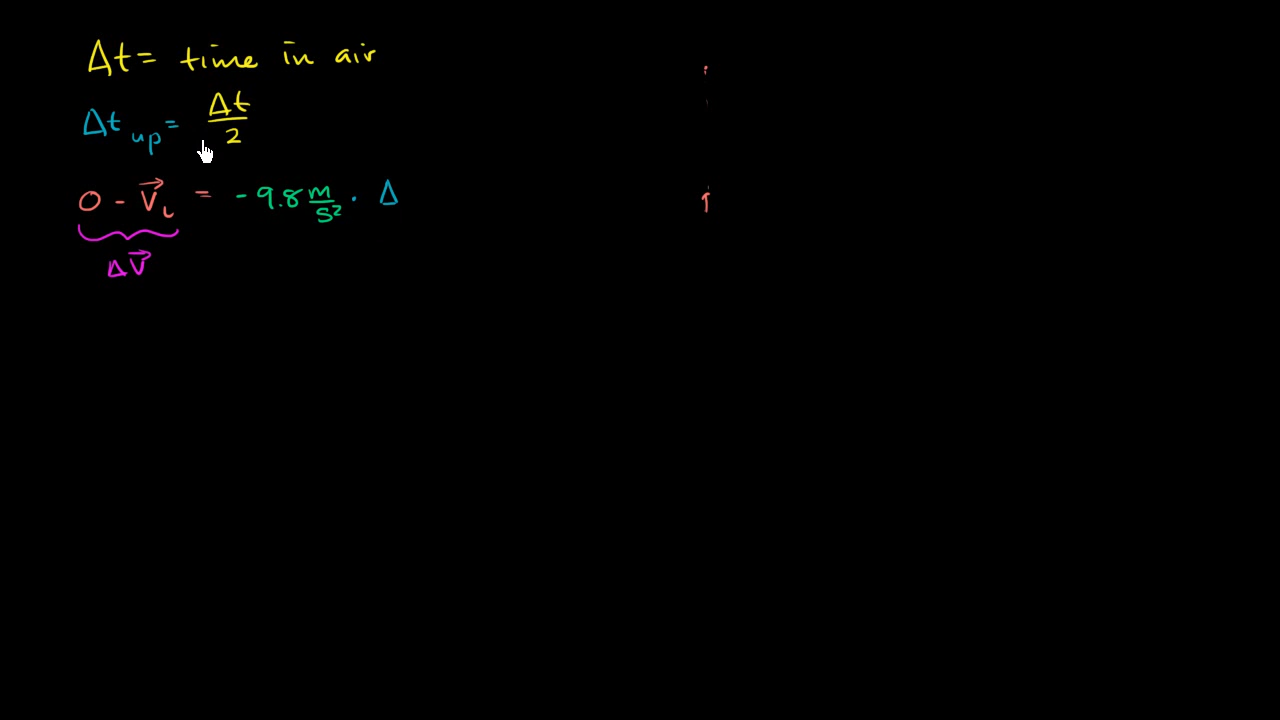 Δt = time in air
Δt up = Δt/2
0 - V⃗i = -9.8 m/s² · Δ
ΔV⃗